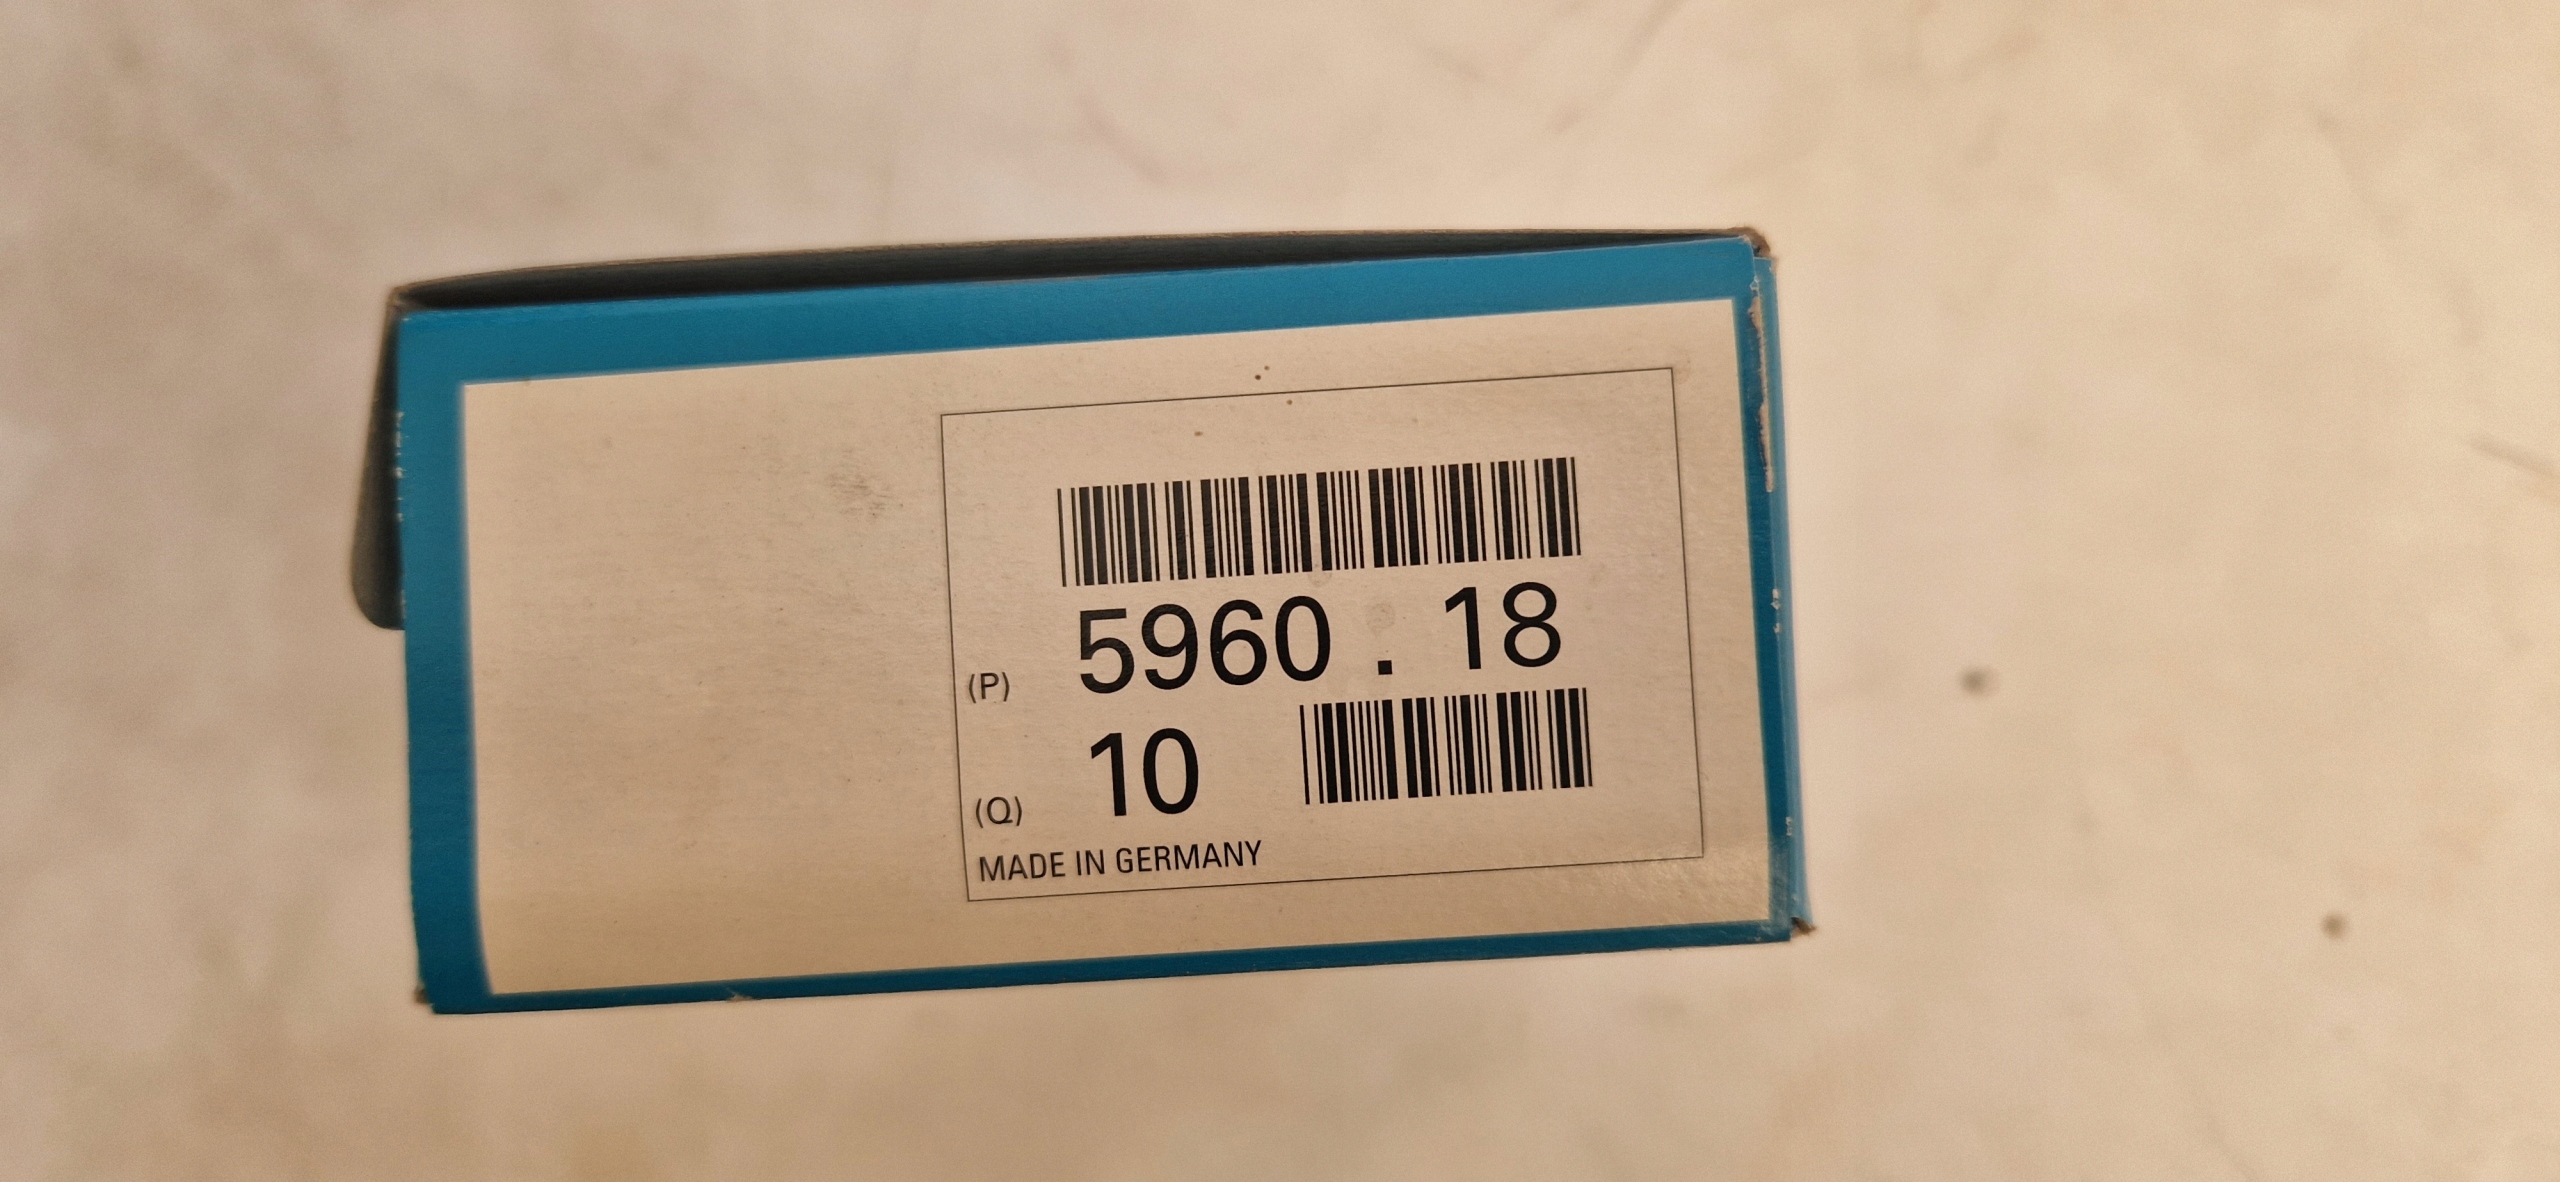 (P) 5960 . 18
(Q) 10
MADE IN GERMANY